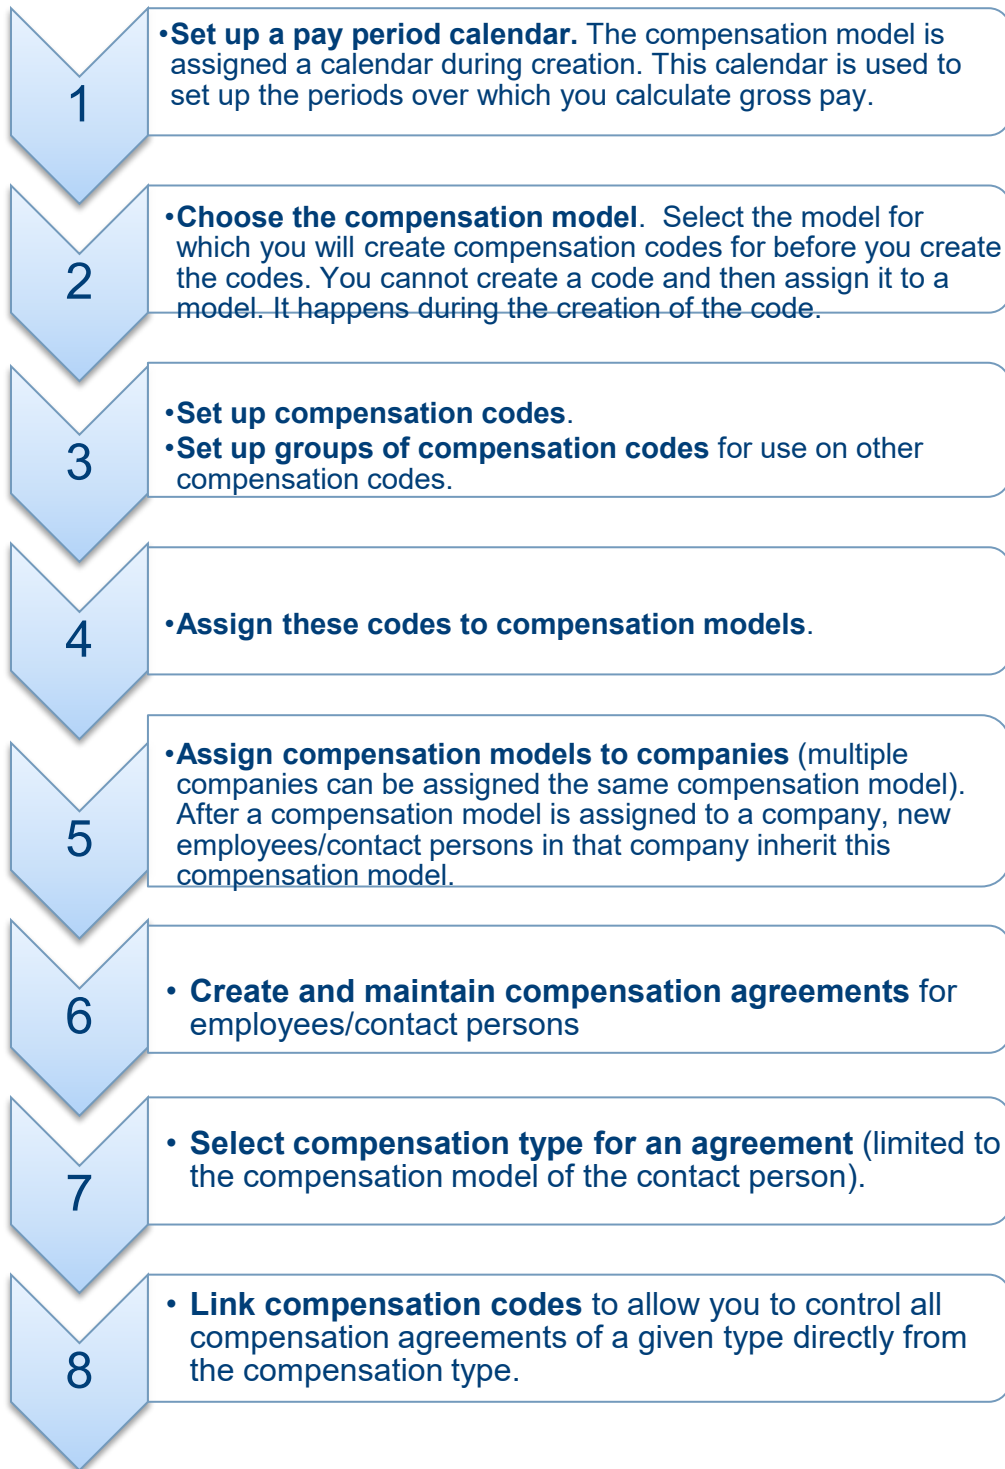 1
•Set up a pay period calendar. The compensation model is
assigned a calendar during creation. This calendar is used to
set up the periods over which you calculate gross pay.
2
•Choose the compensation model.  Select the model for
which you will create compensation codes for before you create
the codes. You cannot create a code and then assign it to a
model. It happens during the creation of the code.
3
•Set up compensation codes.
•Set up groups of compensation codes for use on other
compensation codes.
4
•Assign these codes to compensation models.
5
•Assign compensation models to companies (multiple
companies can be assigned the same compensation model).
After a compensation model is assigned to a company, new
employees/contact persons in that company inherit this
compensation model.
6
• Create and maintain compensation agreements for
employees/contact persons
7
• Select compensation type for an agreement (limited to
the compensation model of the contact person).
8
• Link compensation codes to allow you to control all
compensation agreements of a given type directly from
the compensation type.